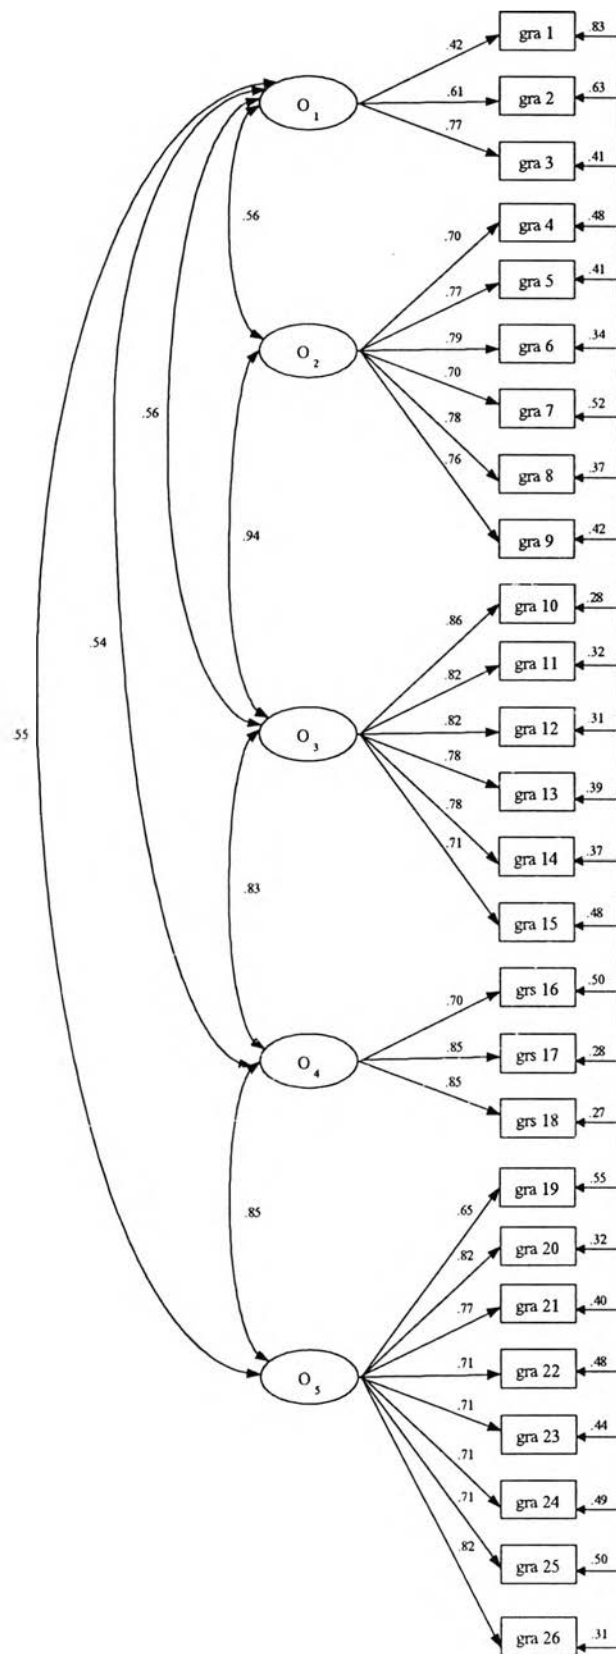 .42
gra 1
.83
O 1
.61
gra 2
.63
.77
gra 3
.41
.56
.70
gra 4
.48
.77
gra 5
.41
O 2
.79
gra 6
.34
.70
gra 7
.52
.56
.78
gra 8
.37
.76
gra 9
.42
.94
.86
gra 10
.28
.54
.82
gra 11
.32
.55
O 3
.82
gra 12
.31
.78
gra 13
.39
.78
gra 14
.37
.71
gra 15
.48
.83
.70
grs 16
.50
O 4
.85
grs 17
.28
.85
grs 18
.27
.65
gra 19
.55
.85
.82
gra 20
.32
.77
gra 21
.40
O 5
.71
gra 22
.48
.71
gra 23
.44
.71
gra 24
.49
.71
gra 25
.50
.82
gra 26
.31